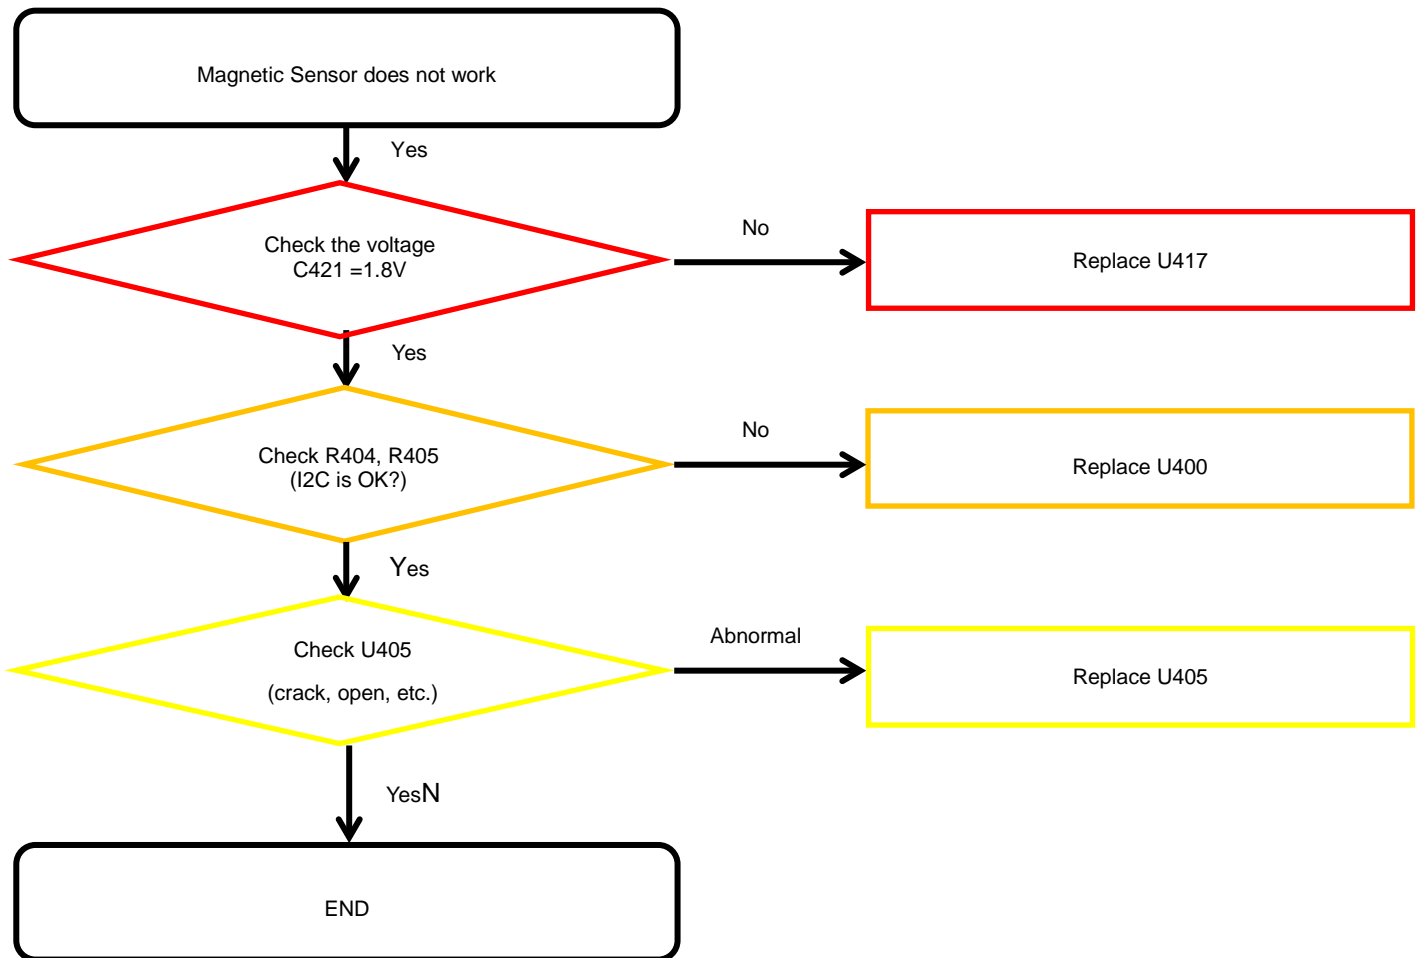 Magnetic Sensor does not work
Yes
Check the voltage
C421 =1.8V
No
Replace U417
Yes
Check R404, R405
(I2C is OK?)
No
Replace U400
Yes
Check U405
(crack, open, etc.)
Abnormal
Replace U405
YesN
END